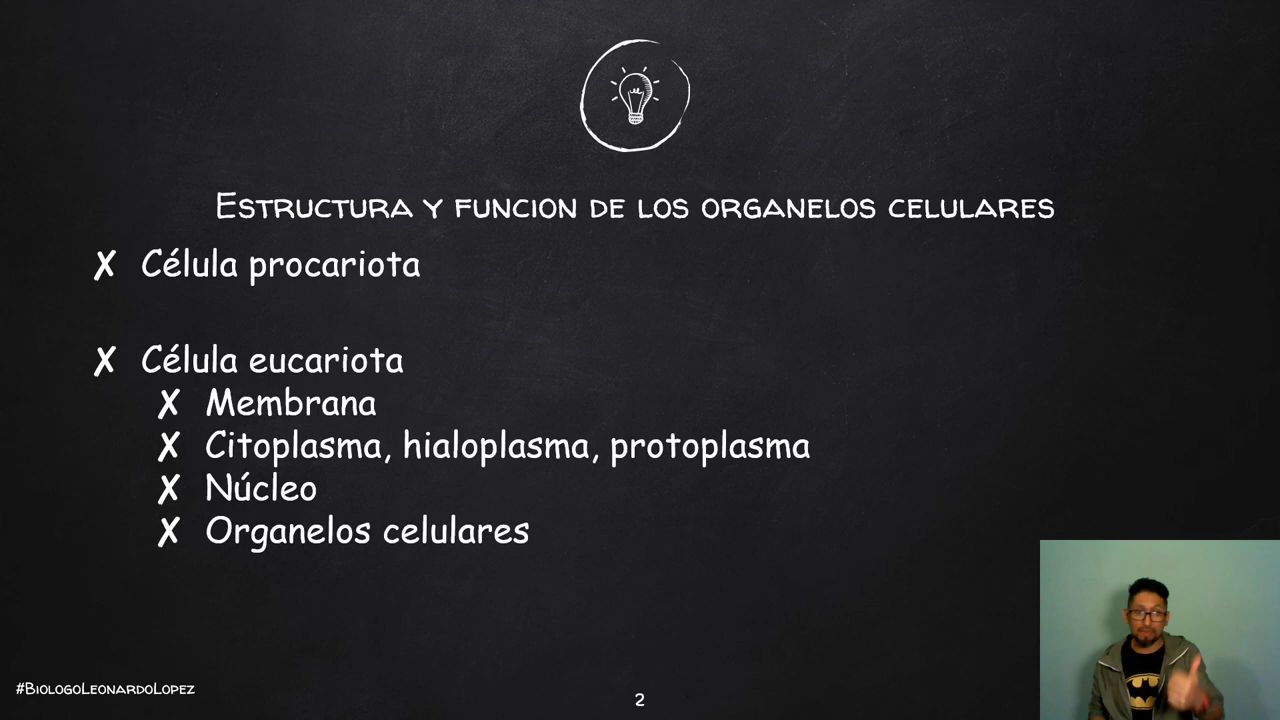 Estructura y funcion de los organelos celulares
✗ Célula procariota
✗ Célula eucariota
✗ Membrana
✗ Citoplasma, hialoplasma, protoplasma
✗ Núcleo
✗ Organelos celulares
#BiologoLeonardoLopez
2